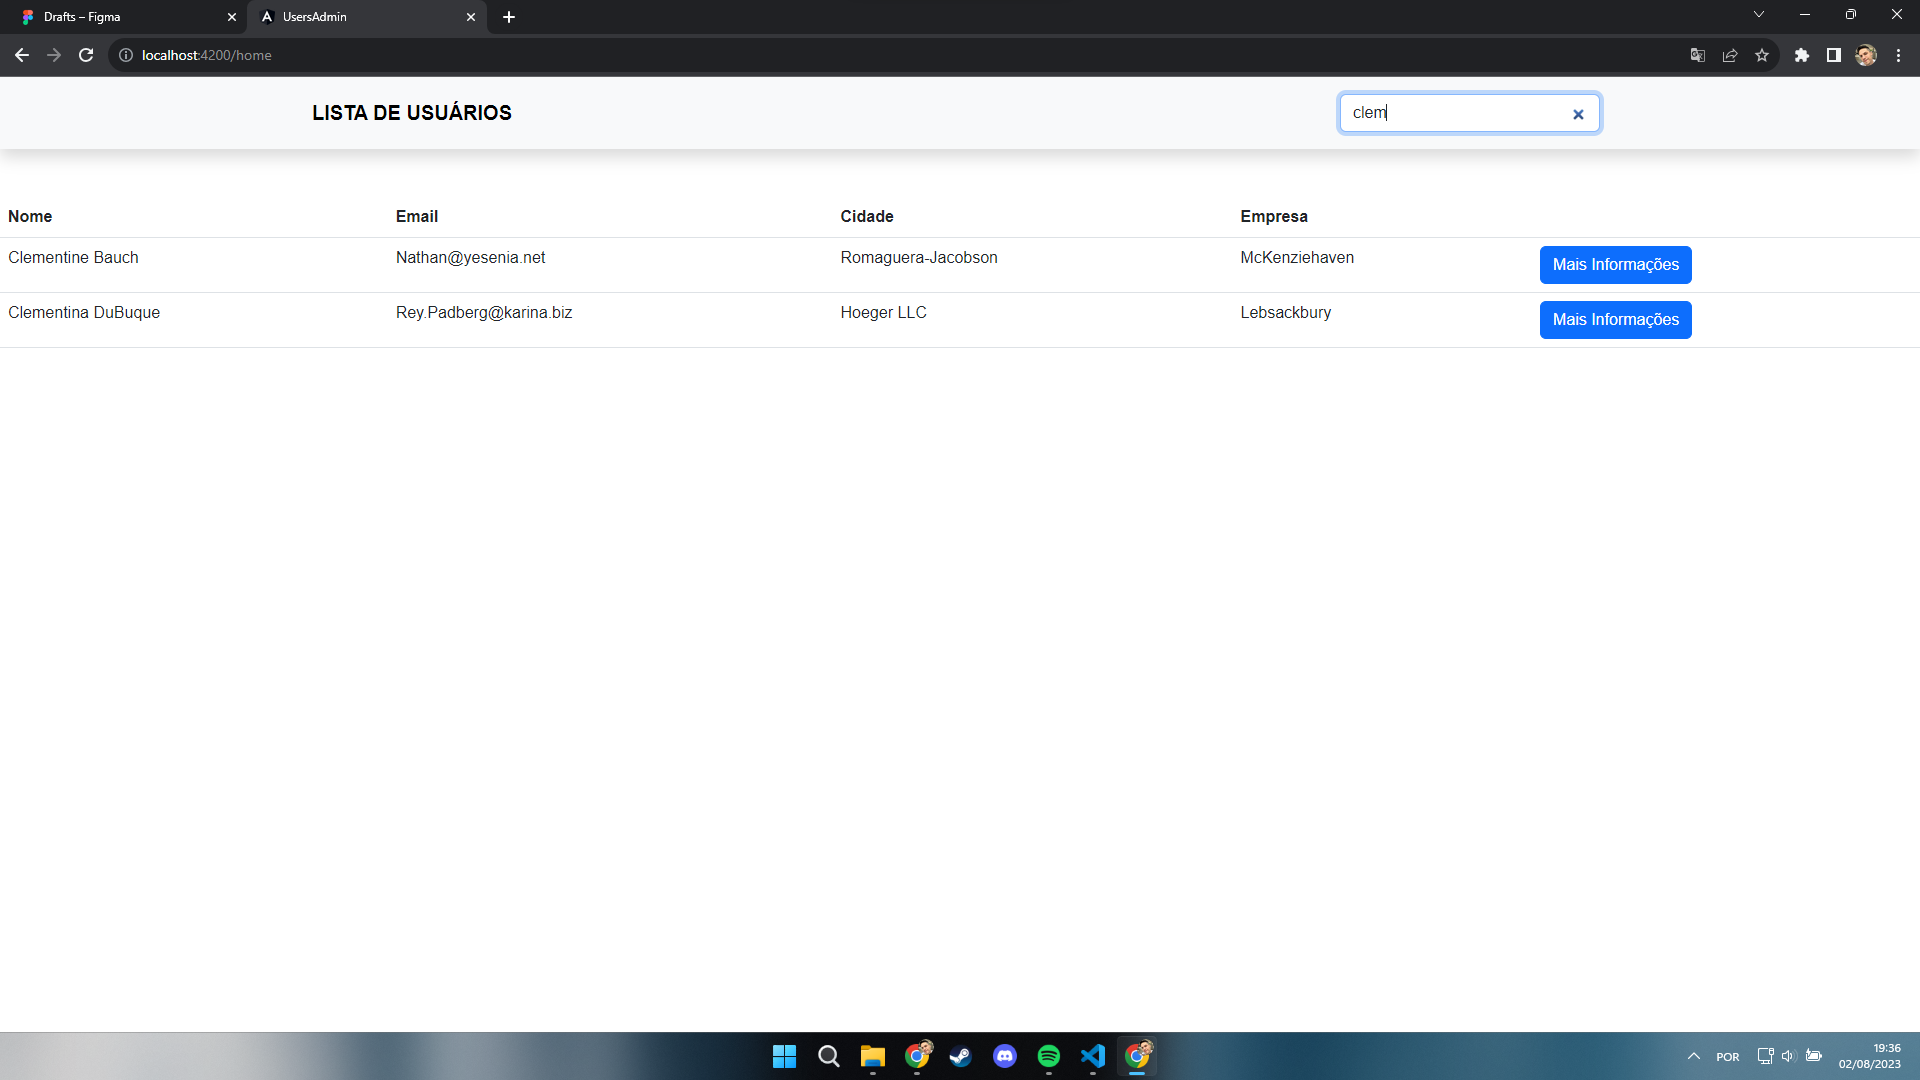 Drafts – Figma
UsersAdmin
localhost:4200/home
LISTA DE USUÁRIOS
clem
Nome Email Cidade Empresa
Clementine Bauch Nathan@yesenia.net Romaguera-Jacobson McKenziehaven Mais Informações
Clementina DuBuque Rey.Padberg@karina.biz Hoeger LLC Lebsackbury Mais Informações
POR
19:36
02/08/2023